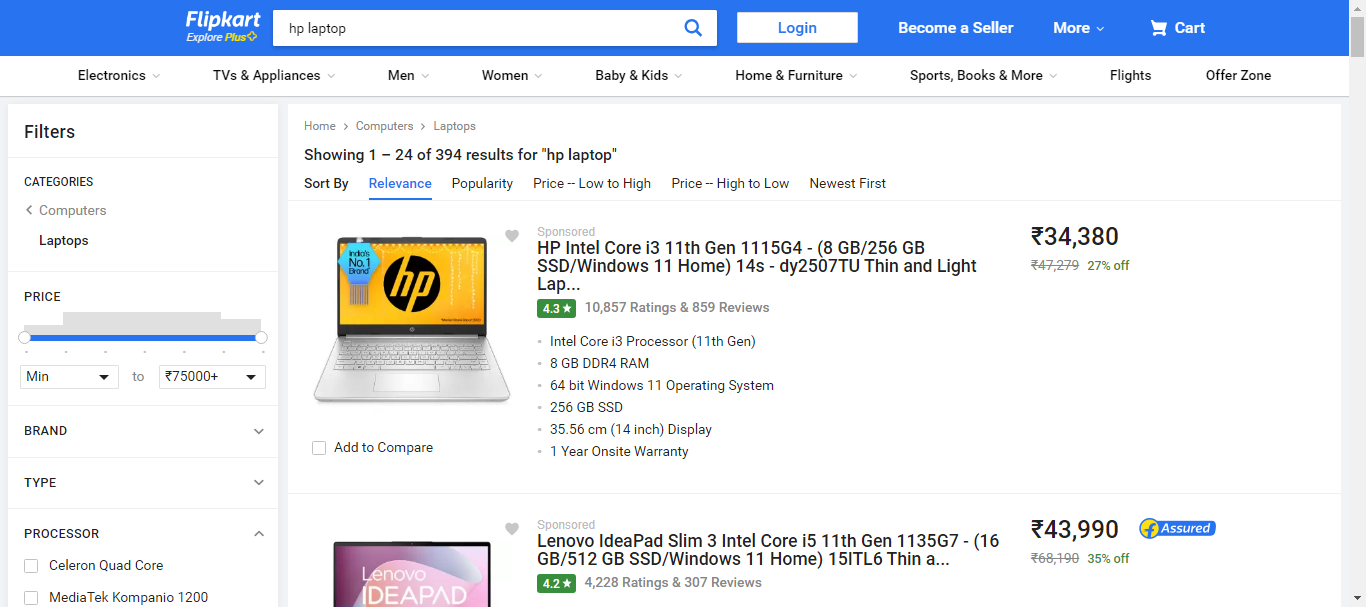 Flipkart
Explore Plus
hp laptop
Login
Become a Seller
More
Cart
Electronics
TVs & Appliances
Men
Women
Baby & Kids
Home & Furniture
Sports, Books & More
Flights
Offer Zone
Filters
CATEGORIES
Computers
Laptops
PRICE
Min
to
₹75000+
BRAND
TYPE
PROCESSOR
Celeron Quad Core
MediaTek Kompanio 1200
Home > Computers > Laptops
Showing 1 – 24 of 394 results for "hp laptop"
Sort By
Relevance
Popularity
Price -- Low to High
Price -- High to Low
Newest First
India's
No.1
Brand
hp
Add to Compare
Sponsored
HP Intel Core i3 11th Gen 1115G4 - (8 GB/256 GB
SSD/Windows 11 Home) 14s - dy2507TU Thin and Light
Lap...
4.3★ 10,857 Ratings & 859 Reviews
Intel Core i3 Processor (11th Gen)
8 GB DDR4 RAM
64 bit Windows 11 Operating System
256 GB SSD
35.56 cm (14 inch) Display
1 Year Onsite Warranty
₹34,380
₹47,279 27% off
Lenovo
IDEAPAD
Sponsored
Lenovo IdeaPad Slim 3 Intel Core i5 11th Gen 1135G7 - (16
GB/512 GB SSD/Windows 11 Home) 15ITL6 Thin a...
4.2★ 4,228 Ratings & 307 Reviews
₹43,990
Assured
₹68,190 35% off